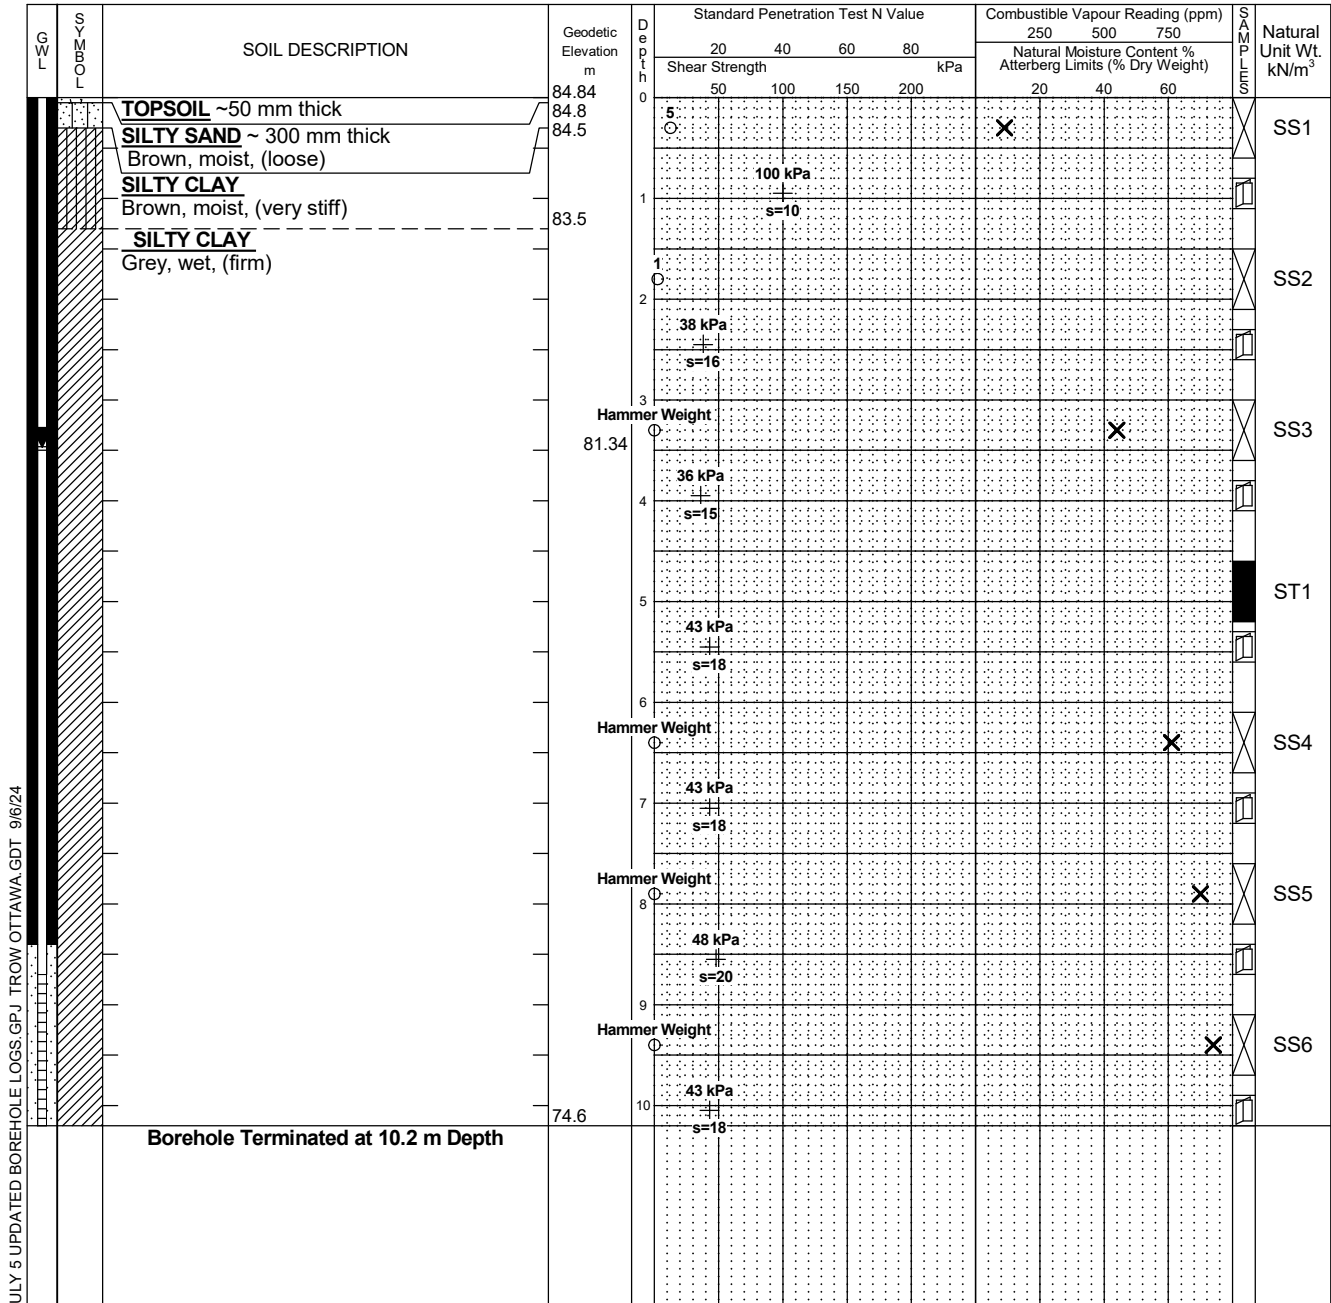 GWL
SYMBOL
SOIL DESCRIPTION
Geodetic
Elevation
m
Depth
Standard Penetration Test N Value
20 40 60 80
Shear Strength kPa
50 100 150 200
Combustible Vapour Reading (ppm)
250 500 750
Natural Moisture Content %
Atterberg Limits (% Dry Weight)
20 40 60
SAMPLES
Natural
Unit Wt.
kN/m³
84.84
0
TOPSOIL ~50 mm thick
84.8
SILTY SAND ~ 300 mm thick
84.5
Brown, moist, (loose)
5
SS1
SILTY CLAY
Brown, moist, (very stiff)
83.5
100 kPa
1
s=10
SILTY CLAY
Grey, wet, (firm)
1
SS2
2
38 kPa
s=16
3
Hammer Weight
SS3
81.34
36 kPa
4
s=15
ST1
5
43 kPa
s=18
6
Hammer Weight
SS4
43 kPa
7
s=18
Hammer Weight
SS5
8
48 kPa
s=20
9
Hammer Weight
SS6
43 kPa
10
74.6
s=18
Borehole Terminated at 10.2 m Depth
ULY 5 UPDATED BOREHOLE LOGS.GPJ TROW OTTAWA.GDT 9/6/24